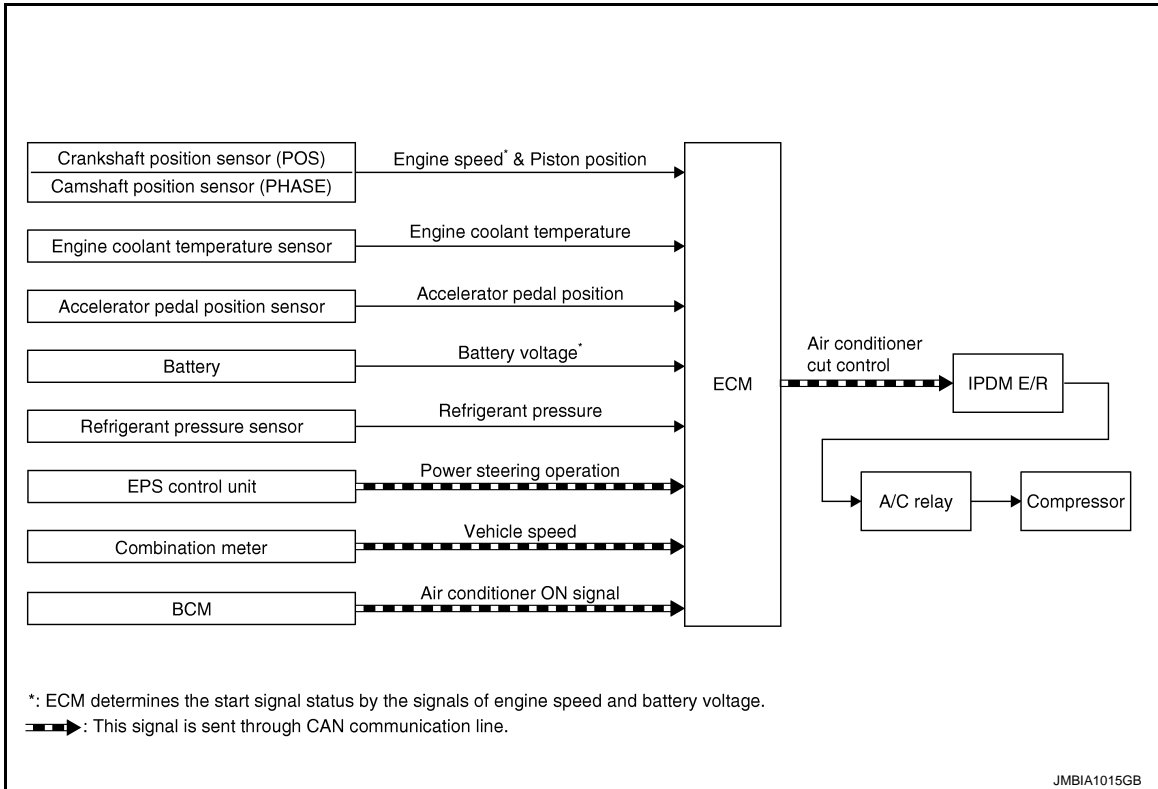 Crankshaft position sensor (POS)
Camshaft position sensor (PHASE)
Engine speed* & Piston position
Engine coolant temperature sensor
Engine coolant temperature
Accelerator pedal position sensor
Accelerator pedal position
Battery
Battery voltage*
Refrigerant pressure sensor
Refrigerant pressure
EPS control unit
Power steering operation
Combination meter
Vehicle speed
BCM
Air conditioner ON signal
ECM
Air conditioner
cut control
IPDM E/R
A/C relay
Compressor
*: ECM determines the start signal status by the signals of engine speed and battery voltage.
: This signal is sent through CAN communication line.
JMBIA1015GB